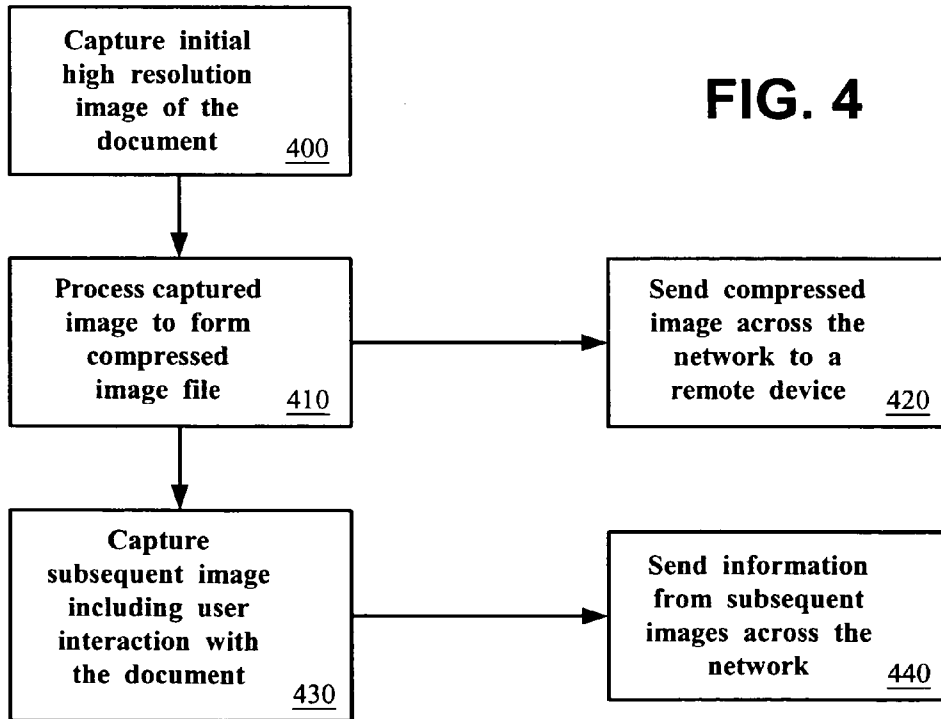 Capture initial
high resolution
image of the
document
400
FIG. 4
Process captured
image to form
compressed
image file
410
Send compressed
image across the
network to a
remote device
420
Capture
subsequent image
including user
interaction with
the document
430
Send information
from subsequent
images across the
network
440